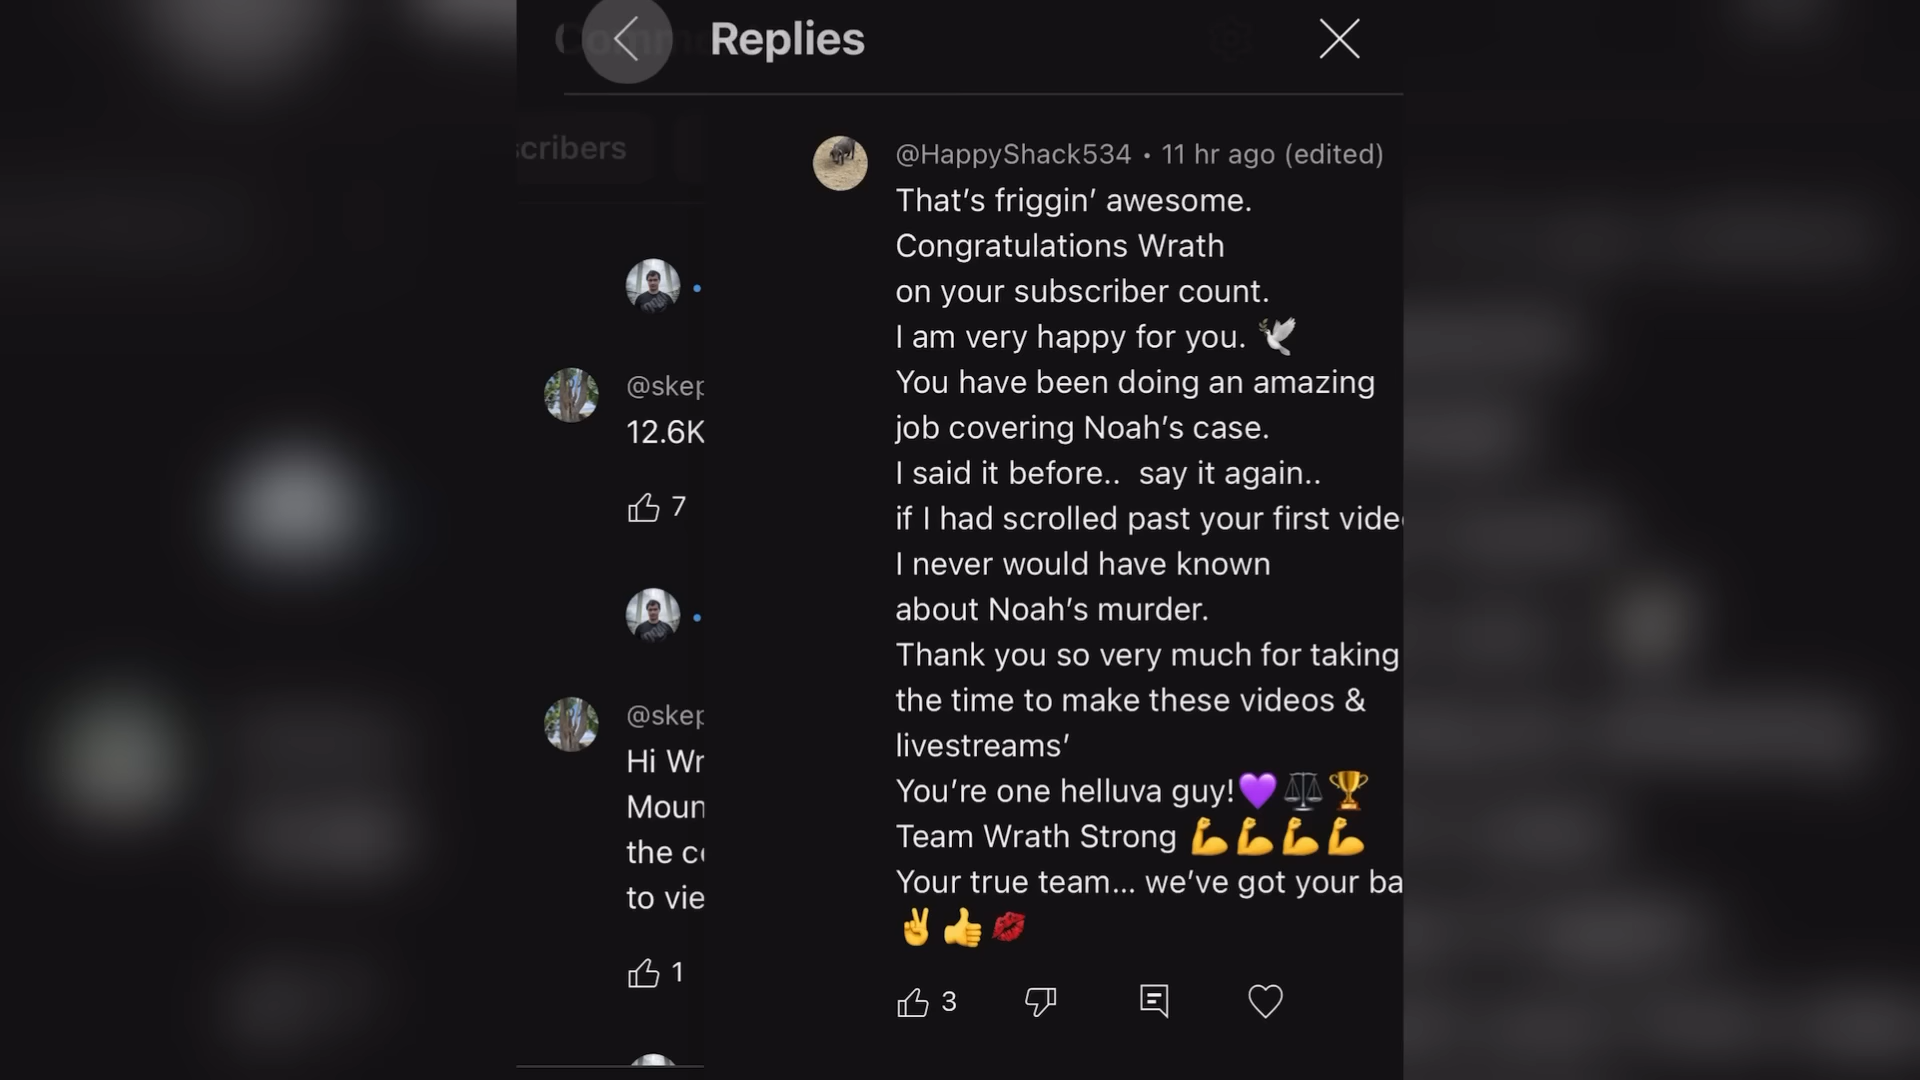 Replies
scribers
@HappyShack534 • 11 hr ago (edited)
That's friggin' awesome.
Congratulations Wrath
on your subscriber count.
I am very happy for you. 🕊️
You have been doing an amazing
job covering Noah's case.
I said it before..  say it again..
if I had scrolled past your first vide
I never would have known
about Noah's murder.
Thank you so very much for taking
the time to make these videos &
livestreams'
You're one helluva guy!💜⚖️🏆
Team Wrath Strong 💪💪💪💪
Your true team... we've got your ba
✌️👍💋
3
@skep
12.6K
7
@skep
Hi Wr
Moun
the co
to vie
1